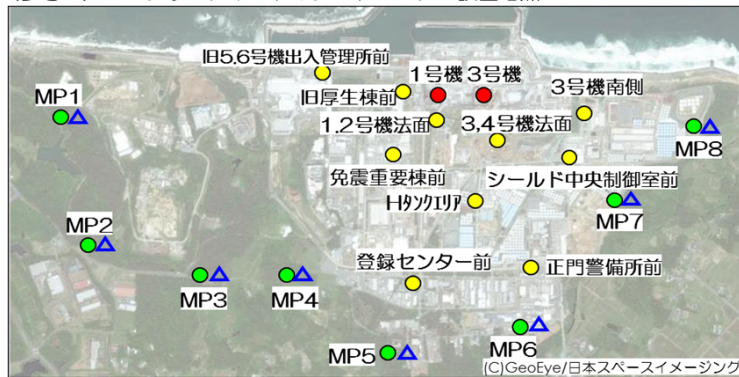 旧5.6号機出入管理所前
1号機 3号機
MP1
旧厚生棟前
3号機南側
1.2号機法面
3,4号機法面
MP8
免震重要棟前
シールド中央制御室前
Hﾀﾝｸｴﾘｱ
MP7
MP2
登録センター前
正門警備所前
MP3
MP4
MP6
MP5
(C)GeoEye/日本スペースイメージング